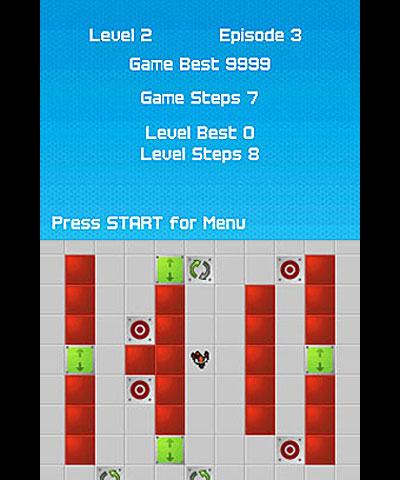 Level 2 Episode 3
Game Best 9999
Game Steps 7
Level Best 0
Level Steps 8
Press START for Menu